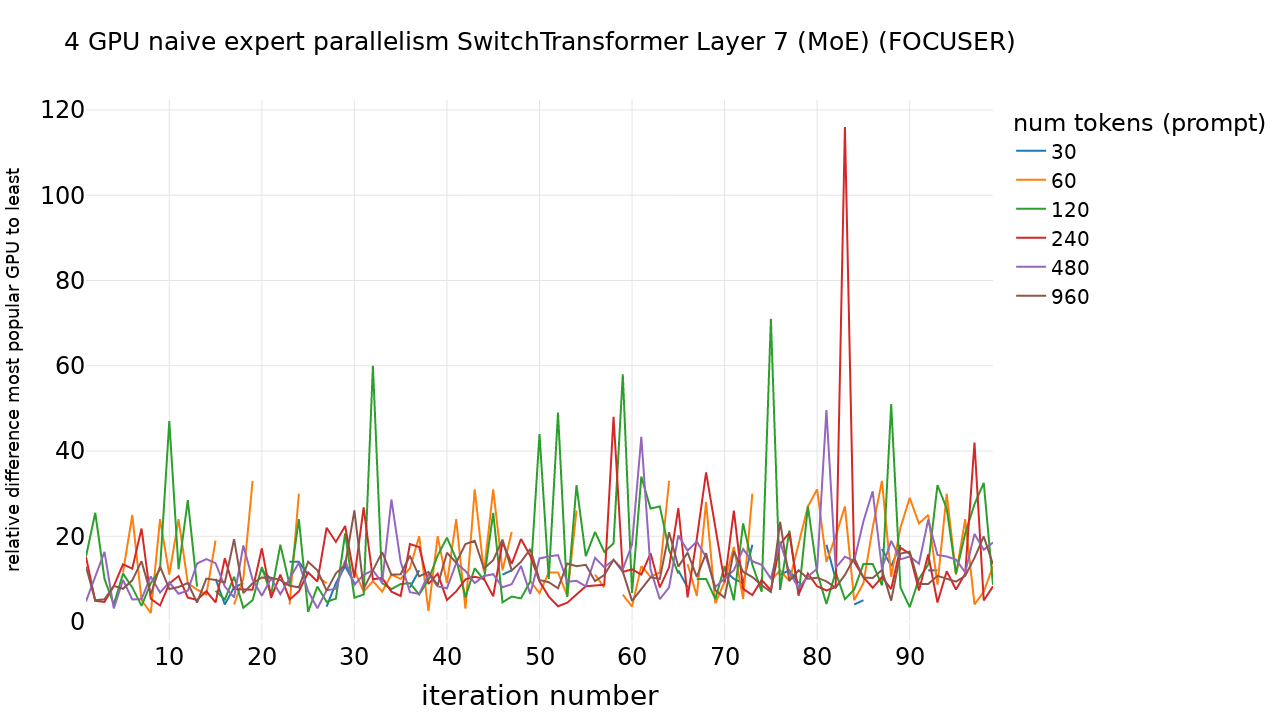 4 GPU naive expert parallelism SwitchTransformer Layer 7 (MoE) (FOCUSER)
relative difference most popular GPU to least
120
100
80
60
40
20
0
10 20 30 40 50 60 70 80 90
iteration number
num tokens (prompt)
30
60
120
240
480
960